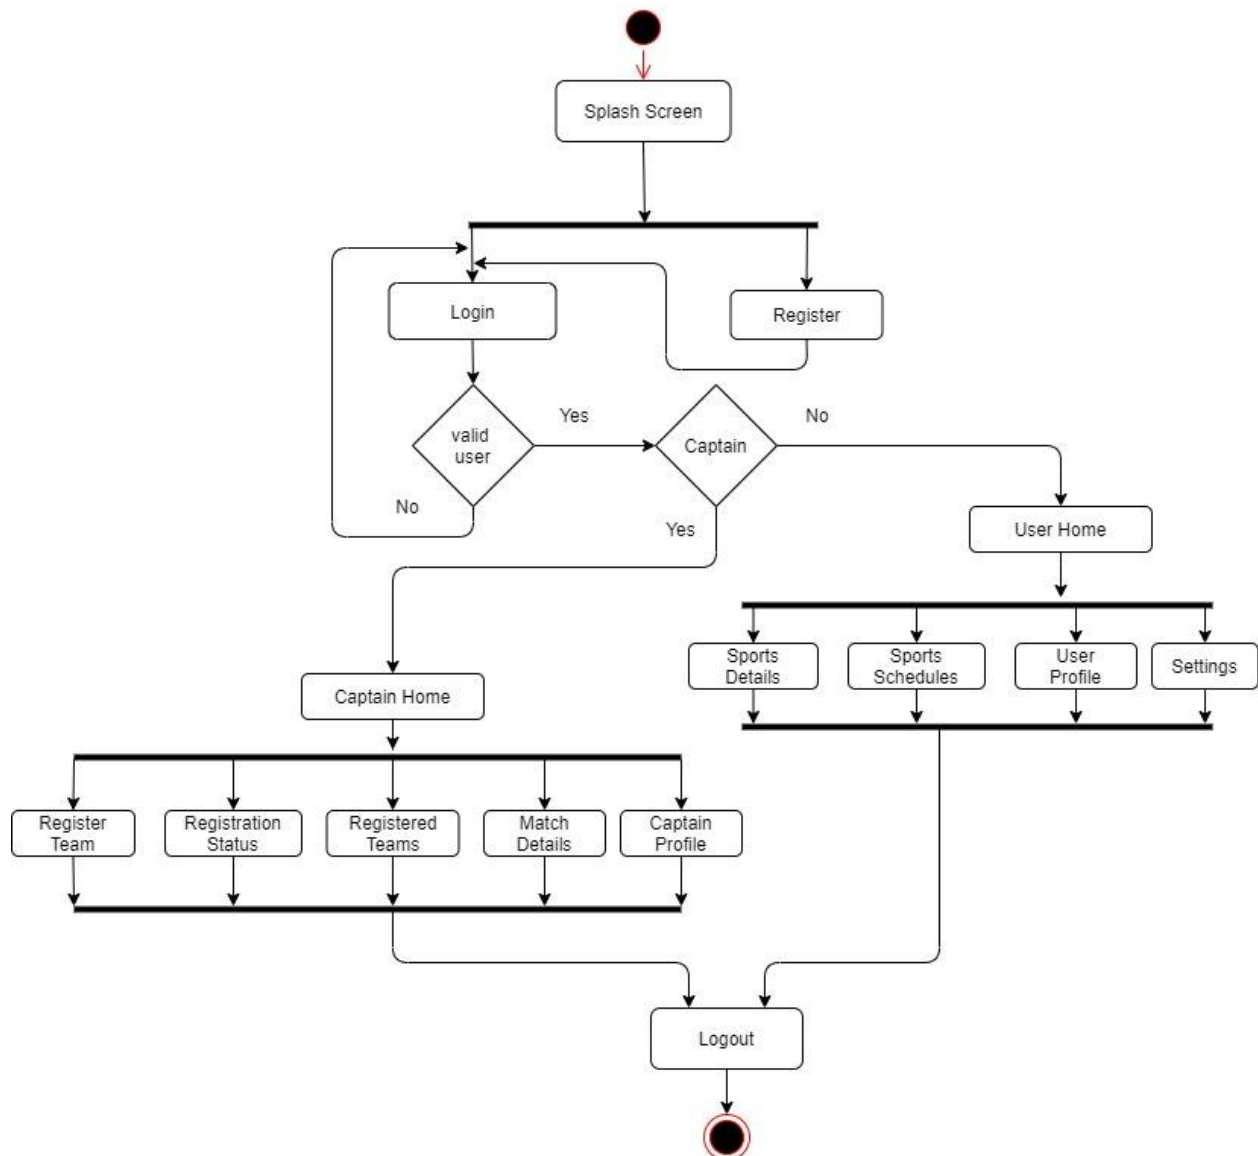 Splash Screen
Login
Register
valid
user
Yes
Captain
No
No
Yes
User Home
Sports
Details
Sports
Schedules
User
Profile
Settings
Captain Home
Register
Team
Registration
Status
Registered
Teams
Match
Details
Captain
Profile
Logout